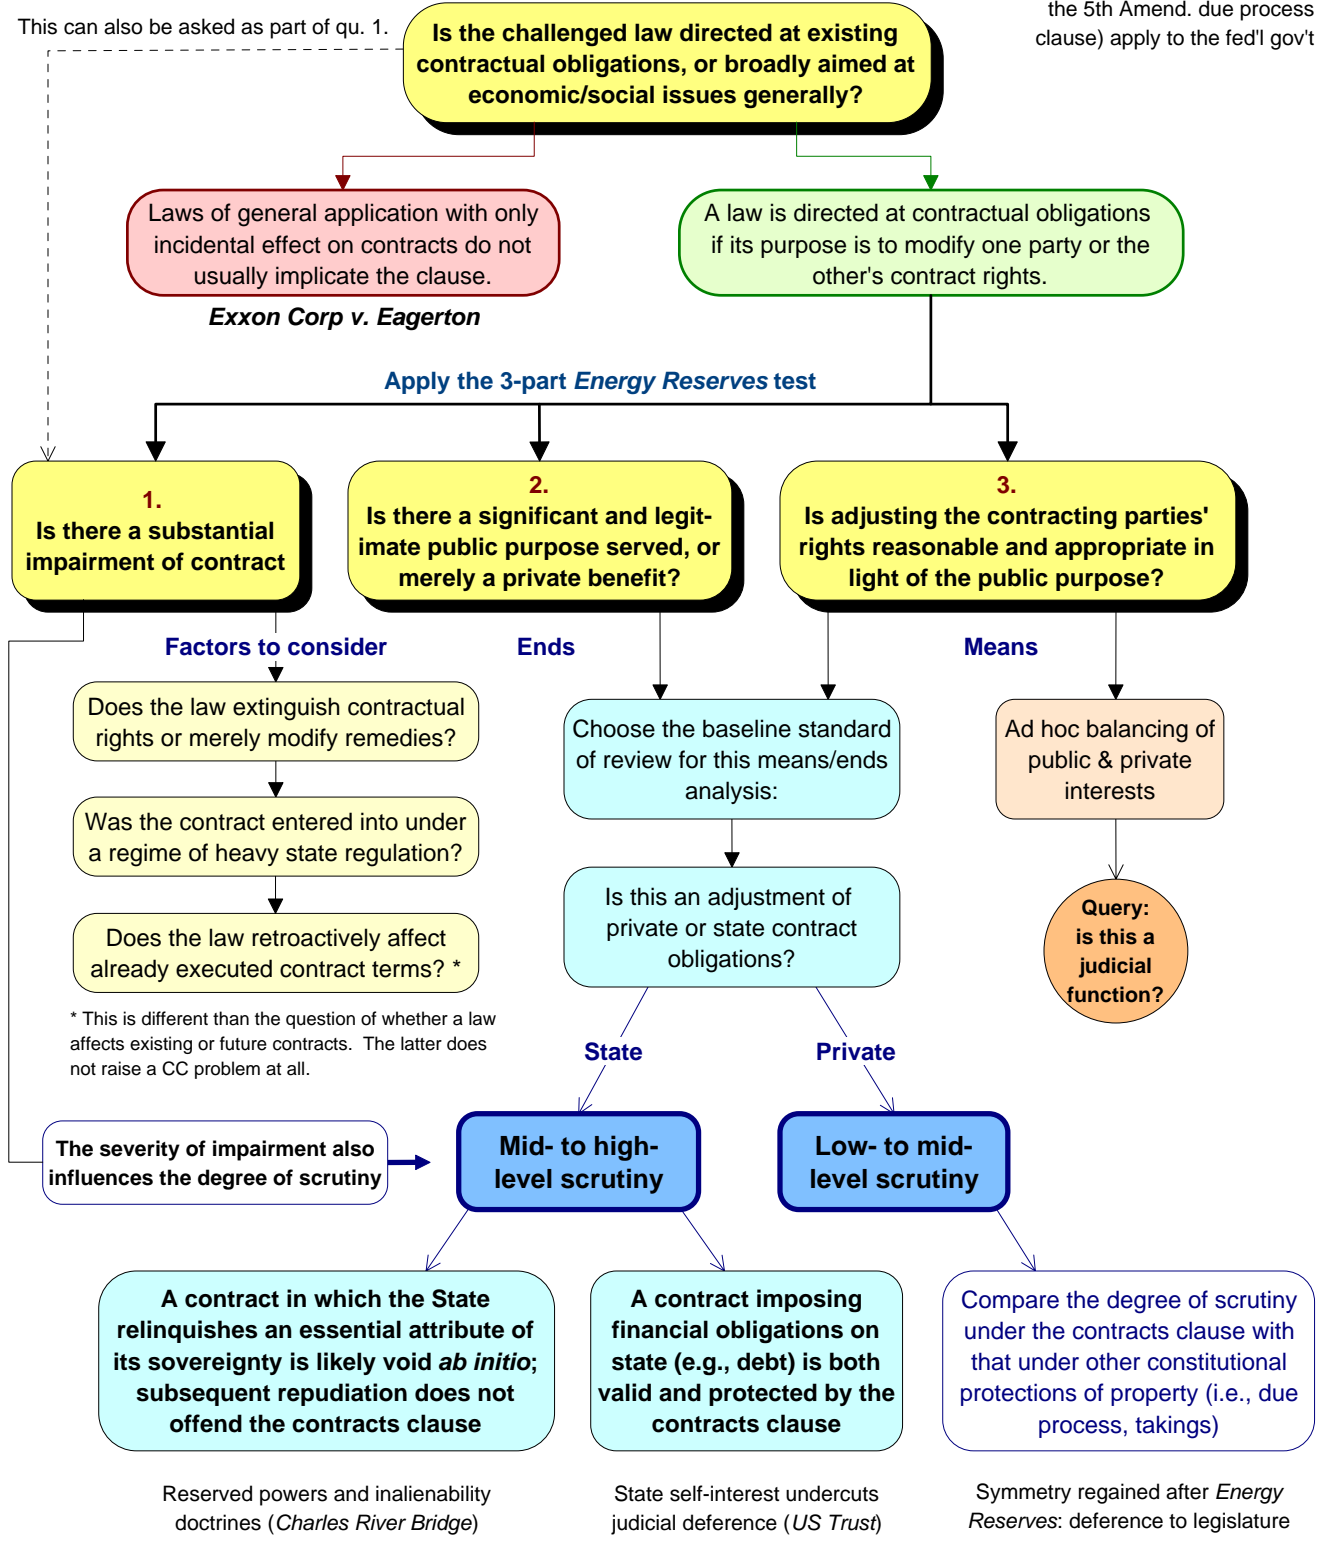 This can also be asked as part of qu. 1.
the 5th Amend. due process
clause) apply to the fed'l gov't
Is the challenged law directed at existing
contractual obligations, or broadly aimed at
economic/social issues generally?
Laws of general application with only
incidental effect on contracts do not
usually implicate the clause.
A law is directed at contractual obligations
if its purpose is to modify one party or the
other's contract rights.
Exxon Corp v. Eagerton
Apply the 3-part Energy Reserves test
1.
Is there a substantial
impairment of contract
2.
Is there a significant and legit-
imate public purpose served, or
merely a private benefit?
3.
Is adjusting the contracting parties'
rights reasonable and appropriate in
light of the public purpose?
Factors to consider
Ends
Means
Does the law extinguish contractual
rights or merely modify remedies?
Was the contract entered into under
a regime of heavy state regulation?
Does the law retroactively affect
already executed contract terms? *
* This is different than the question of whether a law
affects existing or future contracts. The latter does
not raise a CC problem at all.
Choose the baseline standard
of review for this means/ends
analysis:
Is this an adjustment of
private or state contract
obligations?
Ad hoc balancing of
public & private
interests
Query:
is this a
judicial
function?
State
Private
The severity of impairment also
influences the degree of scrutiny
Mid- to high-
level scrutiny
Low- to mid-
level scrutiny
A contract in which the State
relinquishes an essential attribute of
its sovereignty is likely void ab initio;
subsequent repudiation does not
offend the contracts clause
A contract imposing
financial obligations on
state (e.g., debt) is both
valid and protected by the
contracts clause
Compare the degree of scrutiny
under the contracts clause with
that under other constitutional
protections of property (i.e., due
process, takings)
Reserved powers and inalienability
doctrines (Charles River Bridge)
State self-interest undercuts
judicial deference (US Trust)
Symmetry regained after Energy
Reserves: deference to legislature